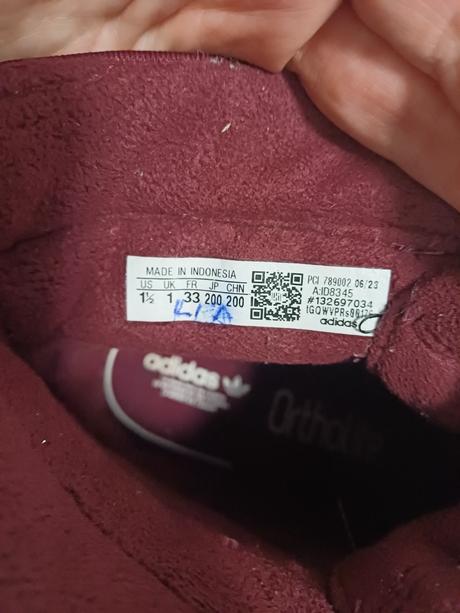 MADE IN INDONESIA
US UK FR JP CHN
1½ 1 33 200 200
LIA
PCI 789002 06/23
A:ID8345
#132697034
adidas
adidas
Ortholite